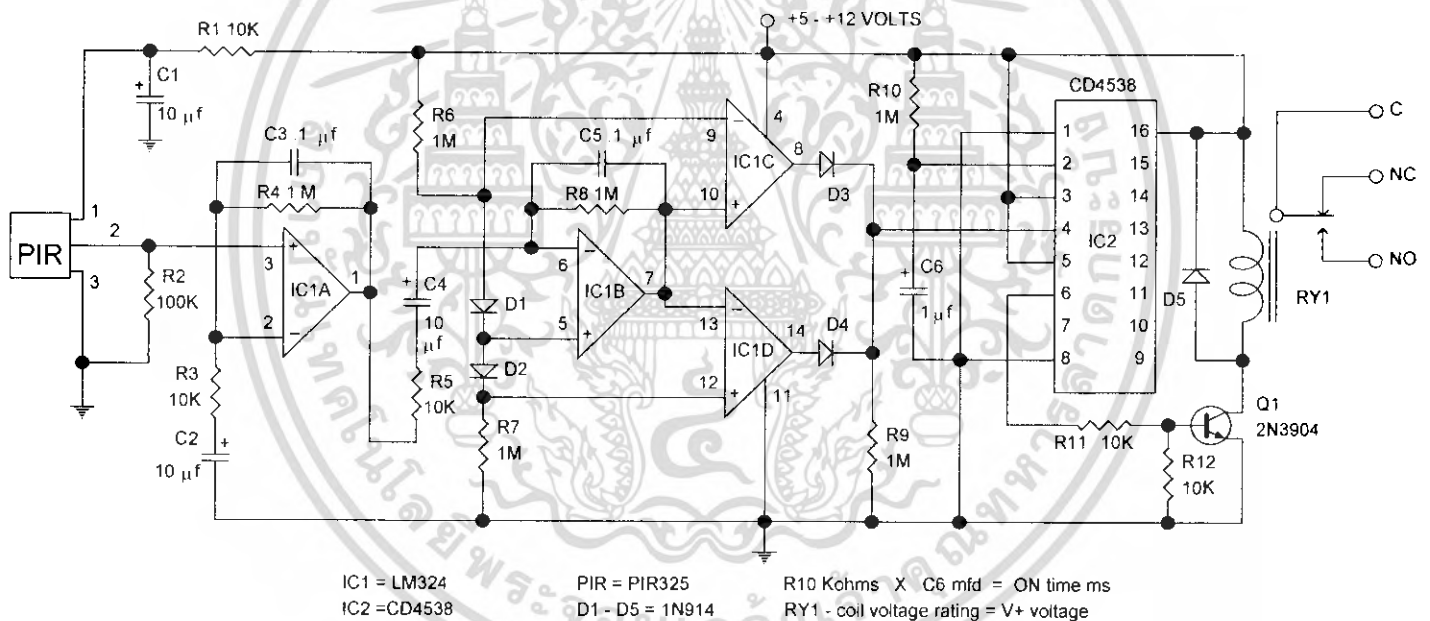 +5 - +12 VOLTS
R1 10K
C1
+
10 μf
R6
1M
C3 .1 μf
R4 1 M
C5 .1 μf
R8 1M
4
9
8
10
−
+
IC1C
D3
R10
1M
CD4538
1
2
3
4
5
6
7
8
16
15
14
13
12
11
10
9
IC2
C
NC
NO
PIR
1
2
3
R2
100K
3
2
1
+
−
IC1A
C4
+
10
μf
R5
10K
D1
D2
6
5
7
−
+
IC1B
13
12
14
11
−
+
IC1D
D4
C6
+
1 μf
D5
RY1
R3
10K
C2
+
10 μf
R7
1M
R9
1M
R11 10K
R12
10K
Q1
2N3904
IC1 = LM324 PIR = PIR325 R10 Kohms X C6 mfd = ON time ms
IC2 =CD4538 D1 - D5 = 1N914 RY1 - coil voltage rating = V+ voltage